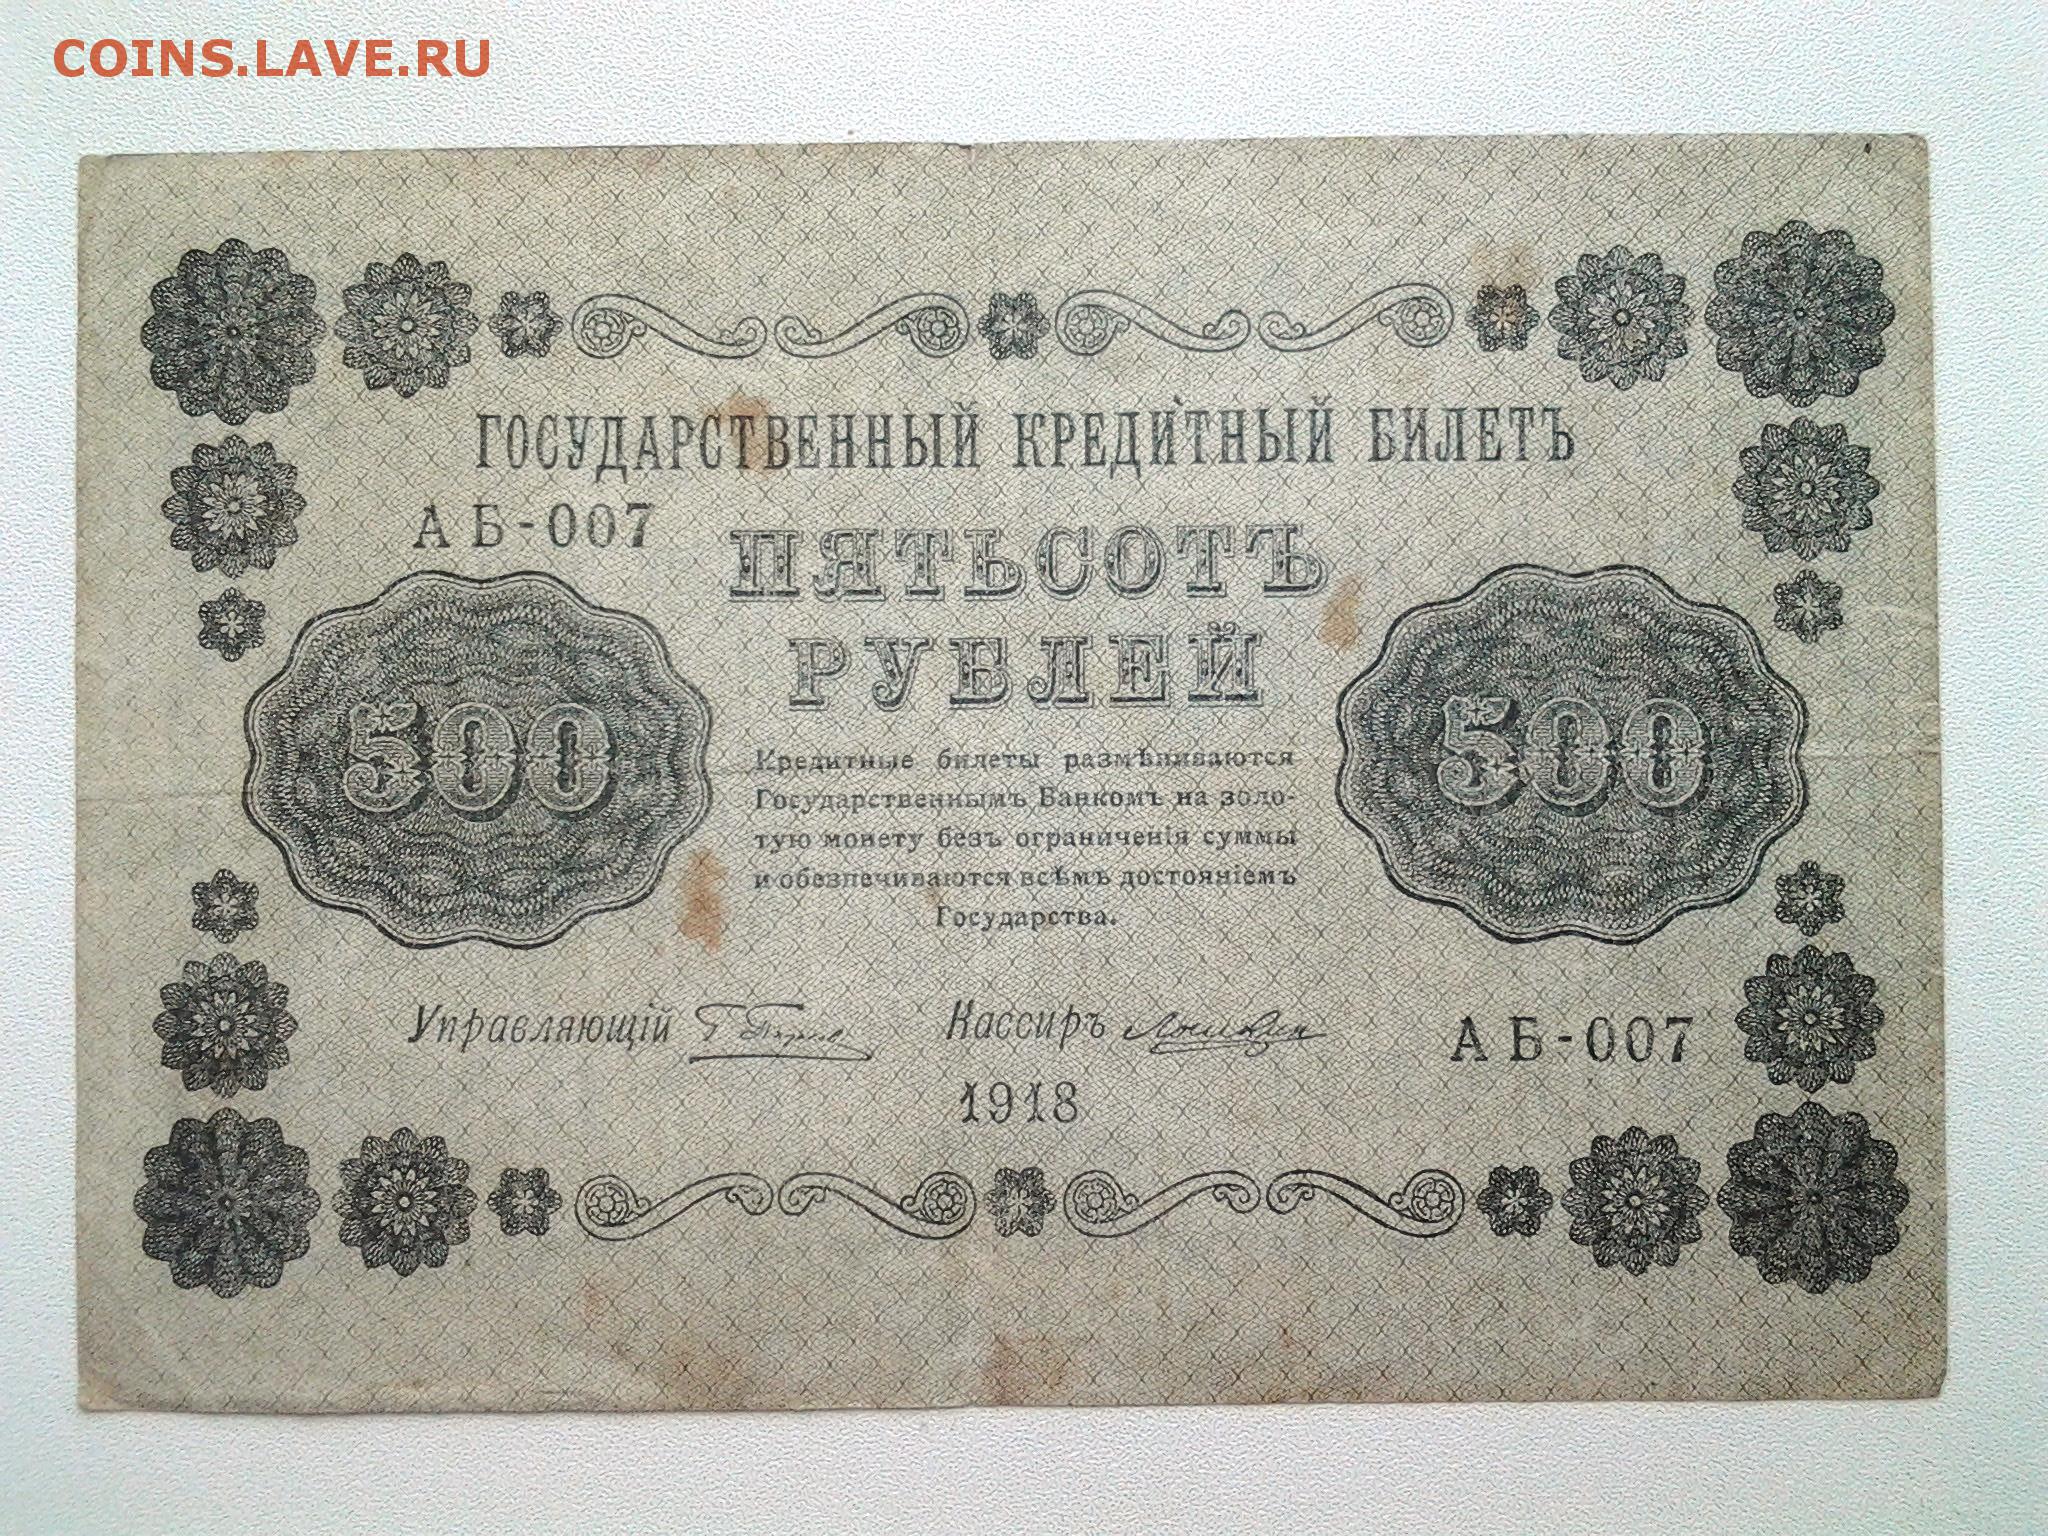 COINS.LAVE.RU
ГОСУДАРСТВЕННЫЙ КРЕДИТНЫЙ БИЛЕТЪ
АБ-007
ПЯТЬСОТЪ
РУБЛЕЙ
500
500
Кредитные билеты размѣниваются
Государственнымъ Банкомъ на золо-
тую монету безъ ограниченія суммы
и обезпечиваются всѣмъ достояніемъ
Государства.
Управляющій
Кассиръ
АБ-007
1918